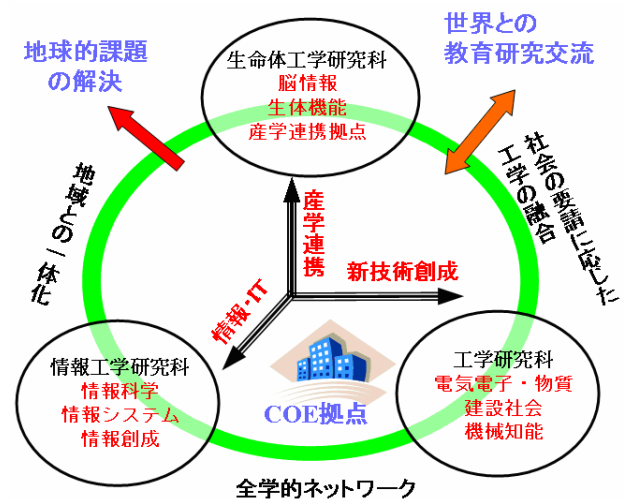 地球的課題
の解決
世界との
教育研究交流
生命体工学研究科
脳情報
生体機能
産学連携拠点
地域との一体化
社会の要請に応じた
工学の融合
産学連携
新技術創成
情報・IT
情報工学研究科
情報科学
情報システム
情報創成
COE拠点
工学研究科
電気電子・物質
建設社会
機械知能
全学的ネットワーク